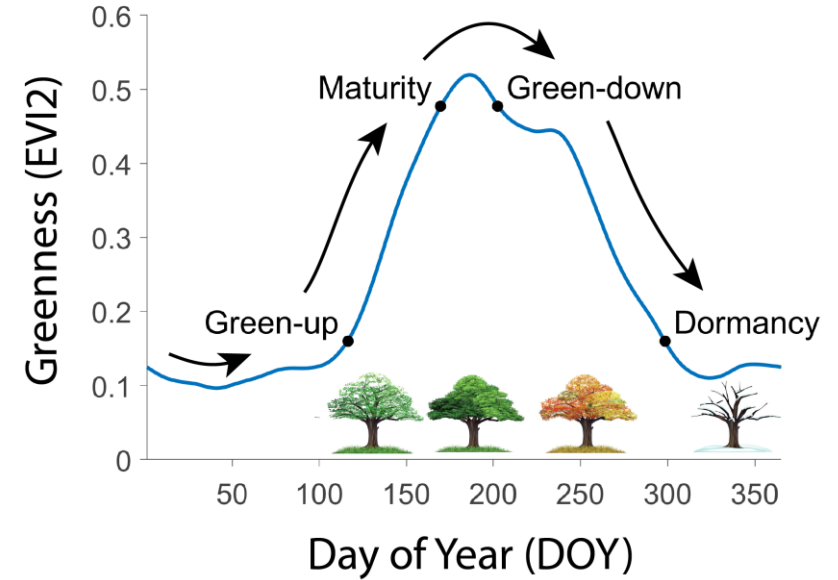 0.6
Maturity
Green-down
0.5
0.4
0.3
0.2
Green-up
Dormancy
0.1
0
50
100
150
200
250
300
350
Greenness (EVI2)
Day of Year (DOY)